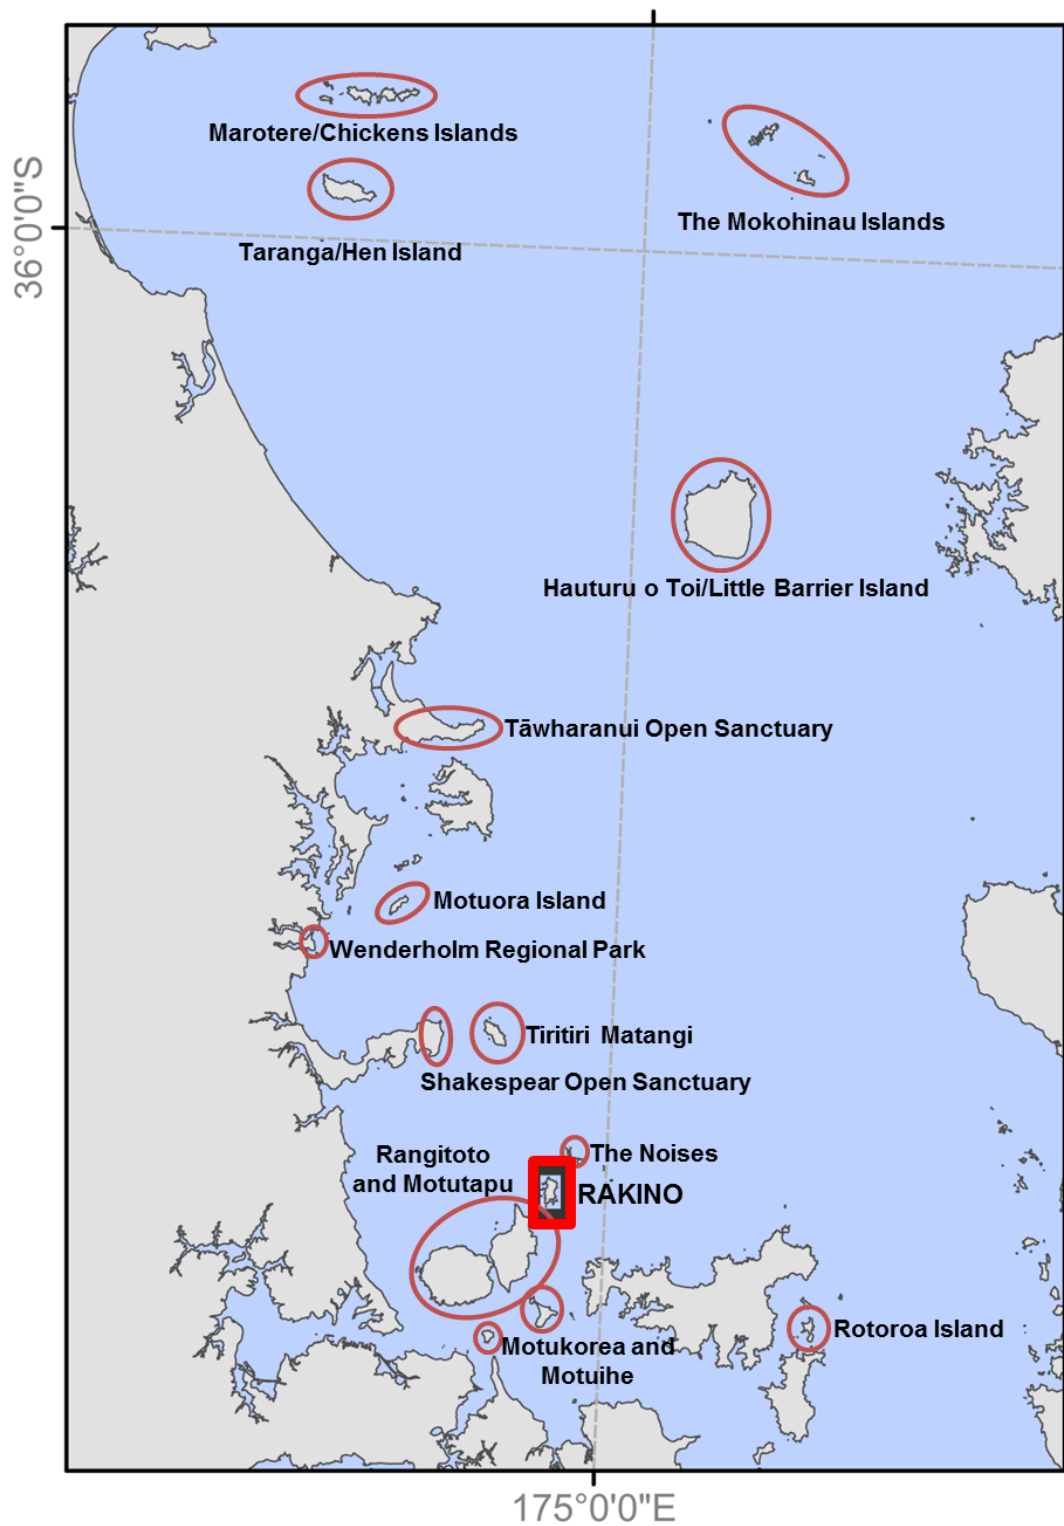 Marotere/Chickens Islands
The Mokohinau Islands
36°0'0"S
Taranga/Hen Island
Hauturu o Toi/Little Barrier Island
Tāwharanui Open Sanctuary
Motuora Island
Wenderholm Regional Park
Tiritiri Matangi
Shakespear Open Sanctuary
The Noises
Rangitoto
and Motutapu
RAKINO
Rotoroa Island
Motukorea and
Motuihe
175°0'0"E